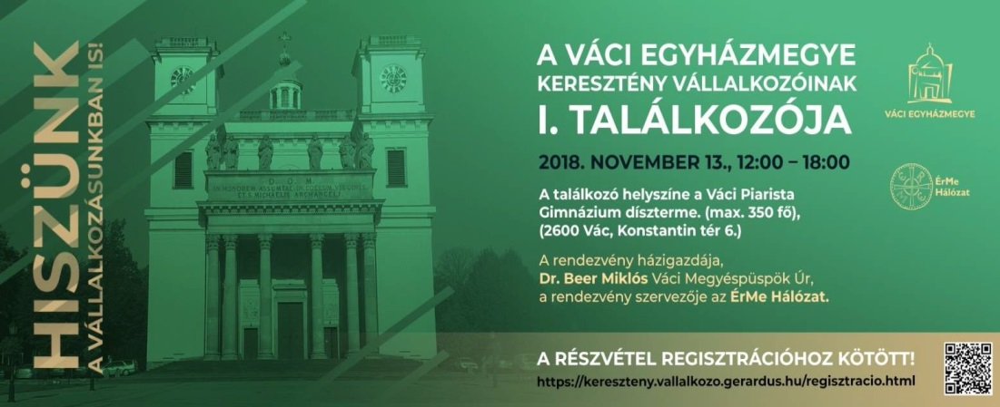 HISZÜNK
A VÁLLALKOZÁSUNKBAN IS!
D. O. M.
A VÁCI EGYHÁZMEGYE
KERESZTÉNY VÁLLALKOZÓINAK
I. TALÁLKOZÓJA
2018. NOVEMBER 13., 12:00 – 18:00
A találkozó helyszíne a Váci Piarista
Gimnázium díszterme. (max. 350 fő),
(2600 Vác, Konstantin tér 6.)
A rendezvény házigazdája,
Dr. Beer Miklós Váci Megyéspüspök Úr,
a rendezvény szervezője az ÉrMe Hálózat.
VÁCI EGYHÁZMEGYE
ÉrMe
Hálózat
A RÉSZVÉTEL REGISZTRÁCIÓHOZ KÖTÖTT!
https://kereszteny.vallalkozo.gerardus.hu/regisztracio.html